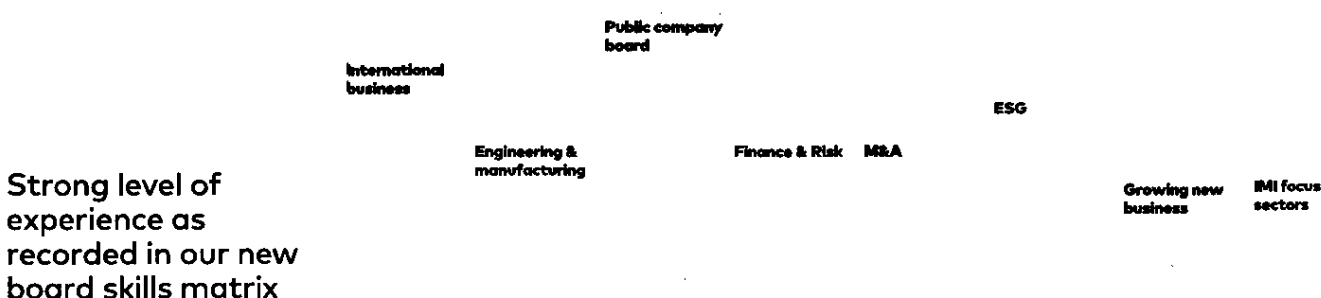 Public company
board
International
business
ESG
Engineering &
manufacturing
Finance & Risk
M&A
Growing new
business
IMI focus
sectors
Strong level of
experience as
recorded in our new
board skills matrix